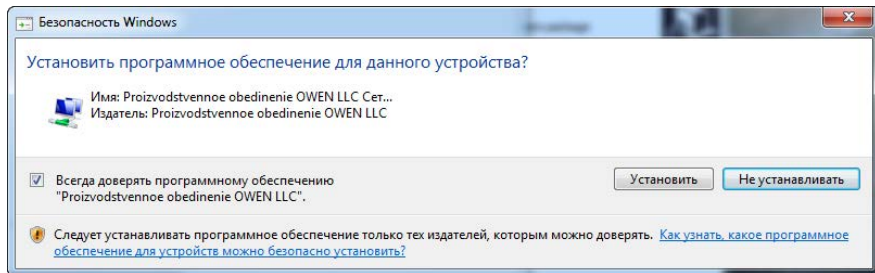 Безопасность Windows
Установить программное обеспечение для данного устройства?
Имя: Proizvodstvennoe obedinenie OWEN LLC Сет...
Издатель: Proizvodstvennoe obedinenie OWEN LLC
Всегда доверять программному обеспечению
"Proizvodstvennoe obedinenie OWEN LLC".
Установить
Не устанавливать
Следует устанавливать программное обеспечение только тех издателей, которым можно доверять. Как узнать, какое программное
обеспечение для устройств можно безопасно установить?